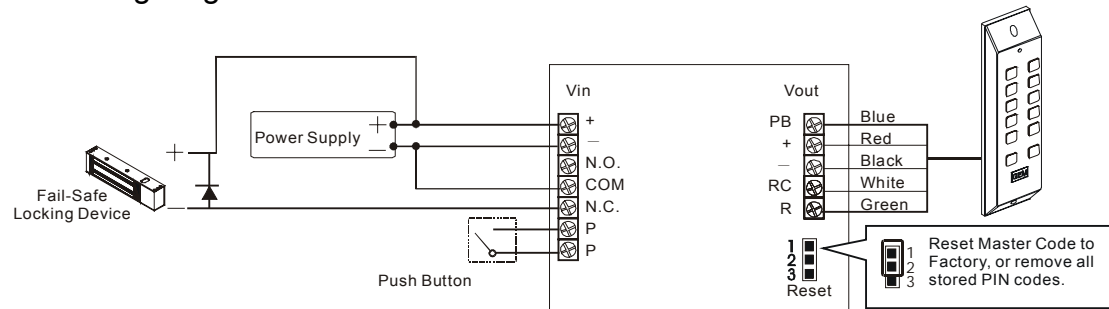 Vin
Vout
+
Power Supply
+
—
—
N.O.
COM
N.C.
P
P
+
—
Fail-Safe
Locking Device
Push Button
PB
+
—
RC
R
Blue
Red
Black
White
Green
1
2
3
Reset
1
2
3
Reset Master Code to
Factory, or remove all
stored PIN codes.